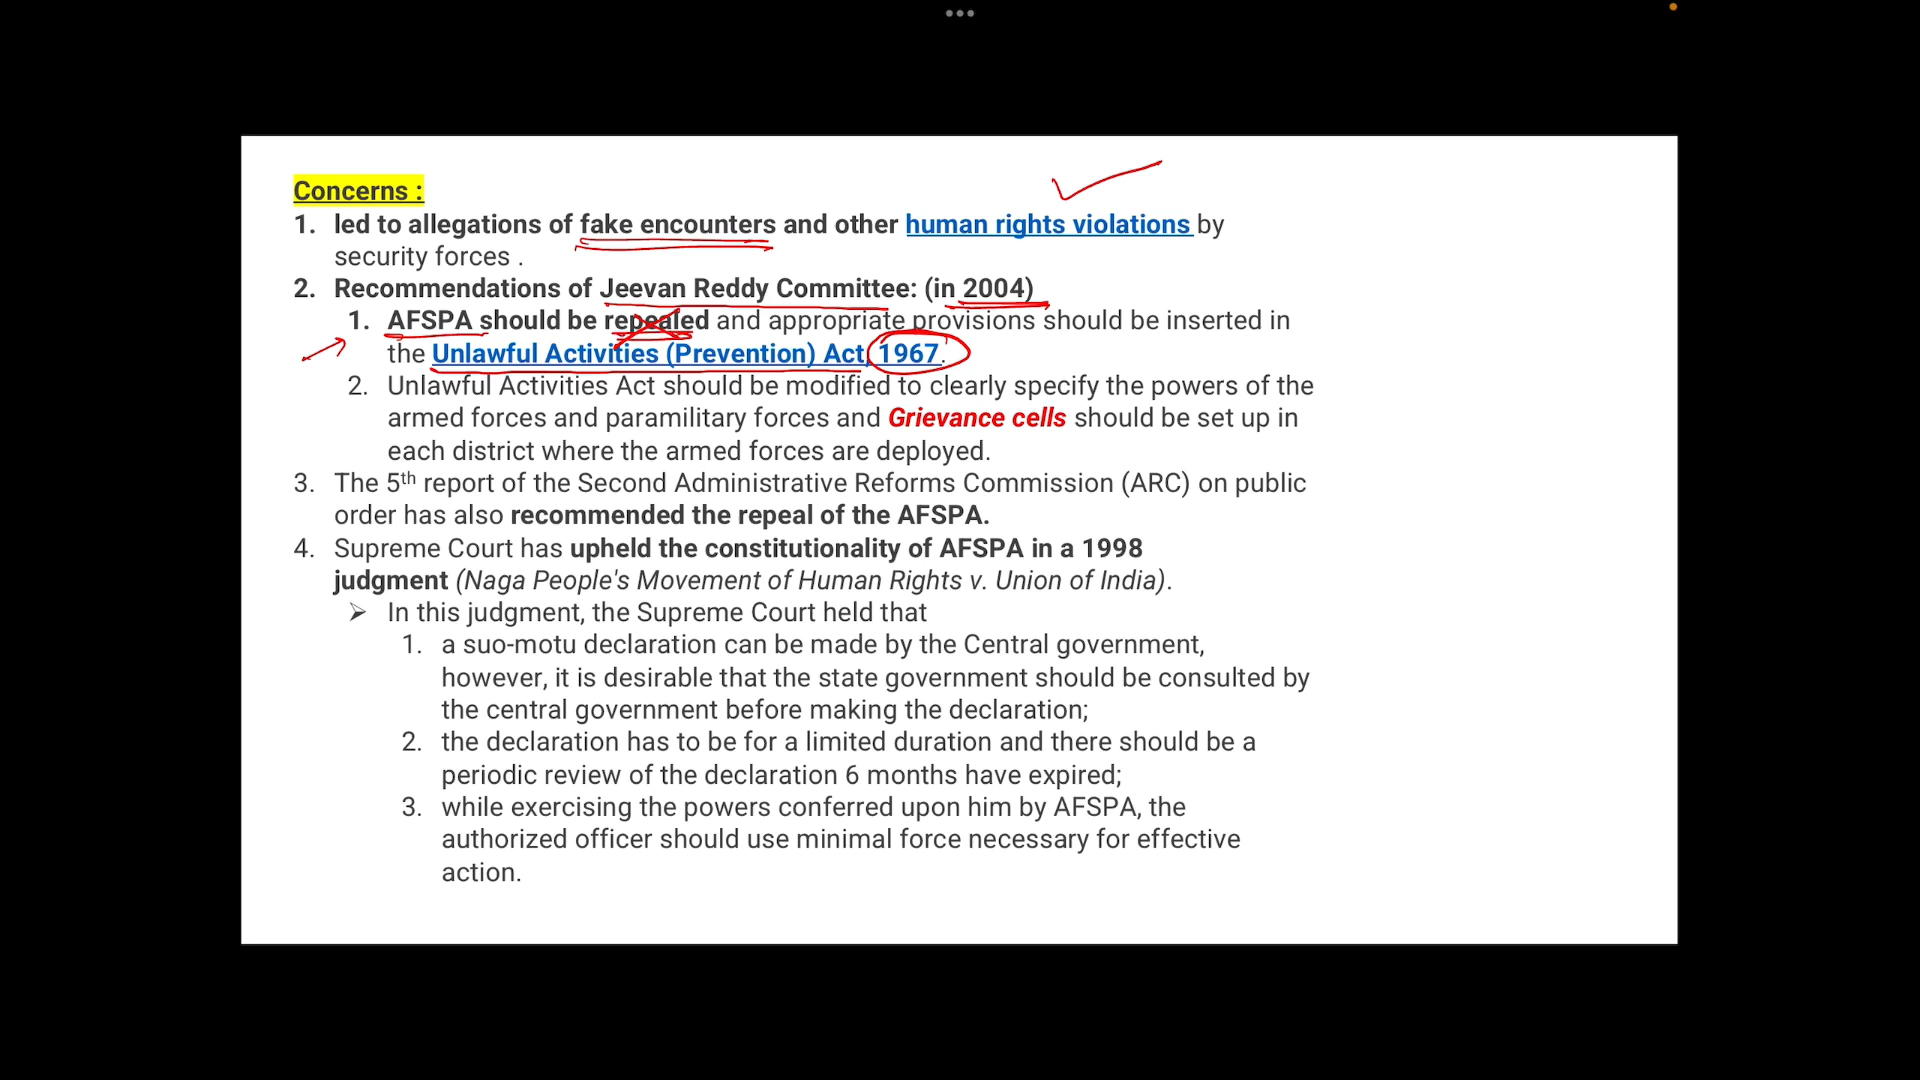 Concerns :
1. led to allegations of fake encounters and other human rights violations by
security forces .
2. Recommendations of Jeevan Reddy Committee: (in 2004)
1. AFSPA should be repealed and appropriate provisions should be inserted in
the Unlawful Activities (Prevention) Act, 1967.
2. Unlawful Activities Act should be modified to clearly specify the powers of the
armed forces and paramilitary forces and Grievance cells should be set up in
each district where the armed forces are deployed.
3. The 5th report of the Second Administrative Reforms Commission (ARC) on public
order has also recommended the repeal of the AFSPA.
4. Supreme Court has upheld the constitutionality of AFSPA in a 1998
judgment (Naga People's Movement of Human Rights v. Union of India).
➢ In this judgment, the Supreme Court held that
1. a suo-motu declaration can be made by the Central government,
however, it is desirable that the state government should be consulted by
the central government before making the declaration;
2. the declaration has to be for a limited duration and there should be a
periodic review of the declaration 6 months have expired;
3. while exercising the powers conferred upon him by AFSPA, the
authorized officer should use minimal force necessary for effective
action.